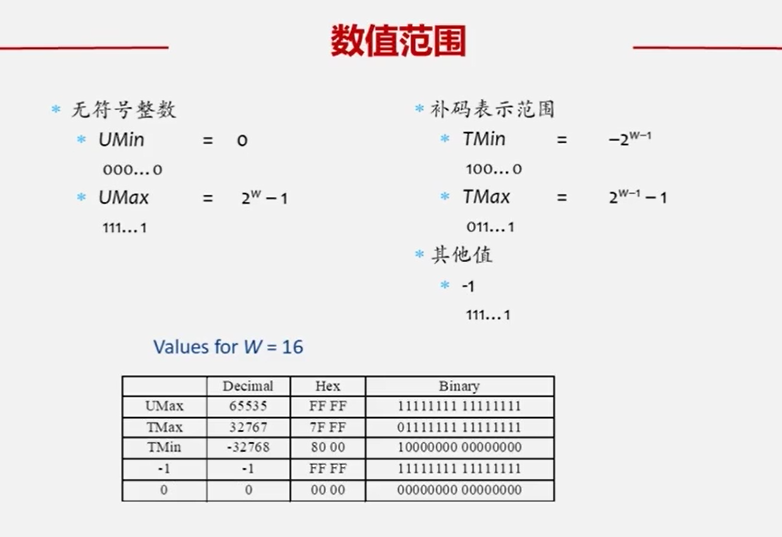 数值范围
* 无符号整数
* UMin = 0
000…0
* UMax = 2^W – 1
111…1
* 补码表示范围
* TMin = –2^W–1
100…0
* TMax = 2^W–1 – 1
011…1
* 其他值
* -1
111…1
Values for W = 16
Decimal Hex Binary
UMax 65535 FF FF 11111111 11111111
TMax 32767 7F FF 01111111 11111111
TMin -32768 80 00 10000000 00000000
-1 -1 FF FF 11111111 11111111
0 0 00 00 00000000 00000000